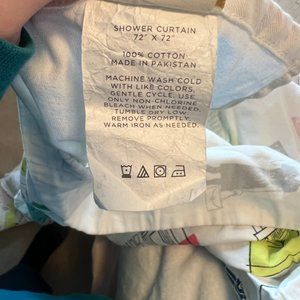 SHOWER CURTAIN
72" X 72"
100% COTTON
MADE IN PAKISTAN
MACHINE WASH COLD
WITH LIKE COLORS,
GENTLE CYCLE. USE
ONLY NON-CHLORINE
BLEACH WHEN NEEDED.
TUMBLE DRY LOW.
REMOVE PROMPTLY.
WARM IRON AS NEEDED.